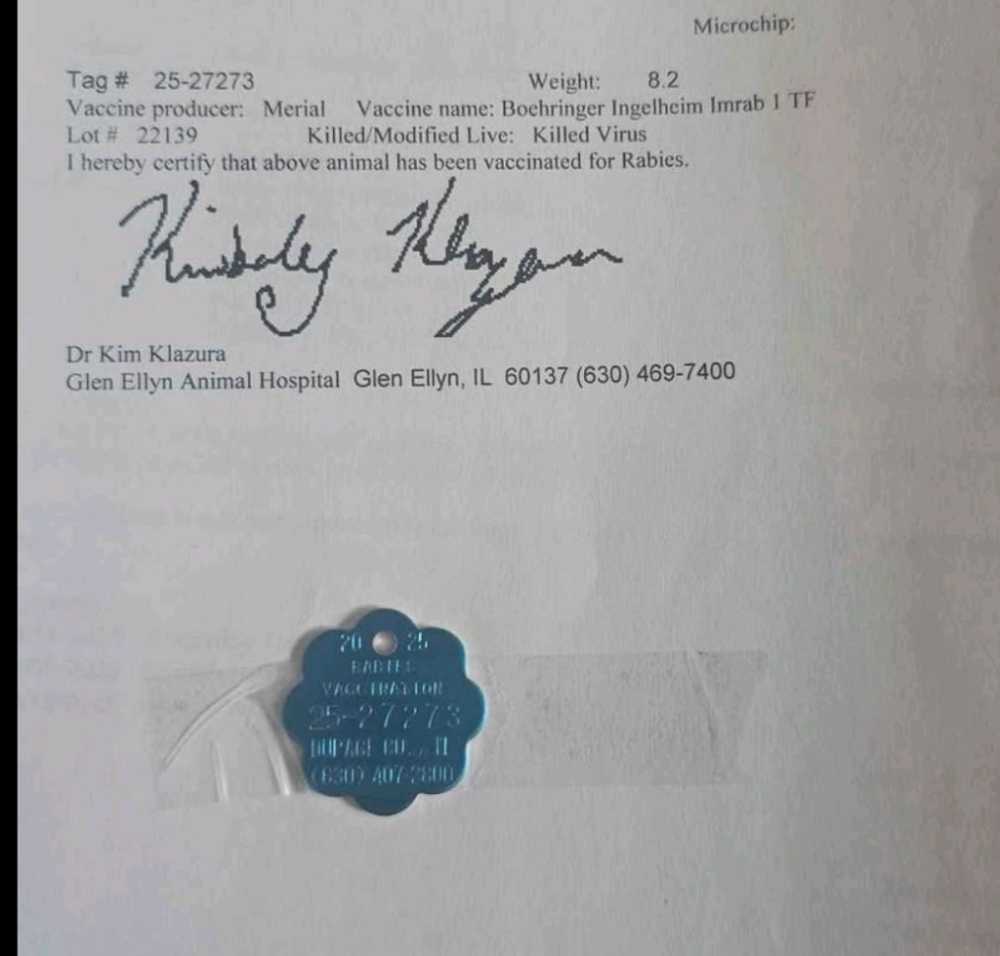 Microchip:
Tag # 25-27273 Weight: 8.2
Vaccine producer: Merial Vaccine name: Boehringer Ingelheim Imrab 1 TF
Lot # 22139 Killed/Modified Live: Killed Virus
I hereby certify that above animal has been vaccinated for Rabies.
Dr Kim Klazura
Glen Ellyn Animal Hospital Glen Ellyn, IL 60137 (630) 469-7400
20 25
RABIES
VACCINATION
25-27273
DUPAGE CO., IL
(630) 407-2800